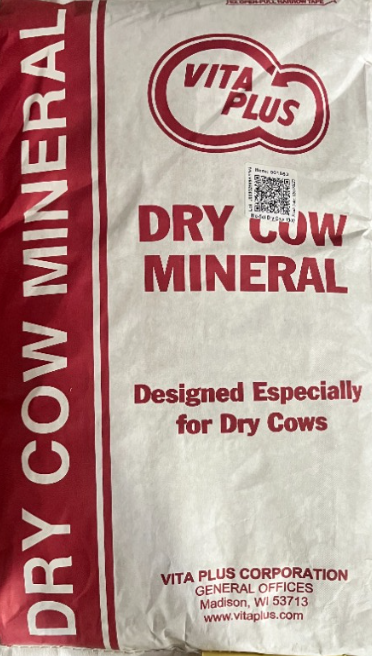 DRY COW MINERAL
VITA
PLUS
DRY COW
MINERAL
Designed Especially
for Dry Cows
VITA PLUS CORPORATION
GENERAL OFFICES
Madison, WI 53713
www.vitaplus.com